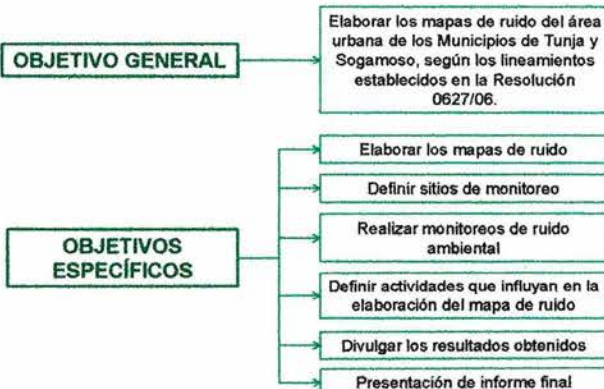 OBJETIVO GENERAL
Elaborar los mapas de ruido del área
urbana de los Municipios de Tunja y
Sogamoso, según los lineamientos
establecidos en la Resolución
0627/06.
OBJETIVOS
ESPECÍFICOS
Elaborar los mapas de ruido
Definir sitios de monitoreo
Realizar monitoreos de ruido
ambiental
Definir actividades que influyan en la
elaboración del mapa de ruido
Divulgar los resultados obtenidos
Presentación de informe final